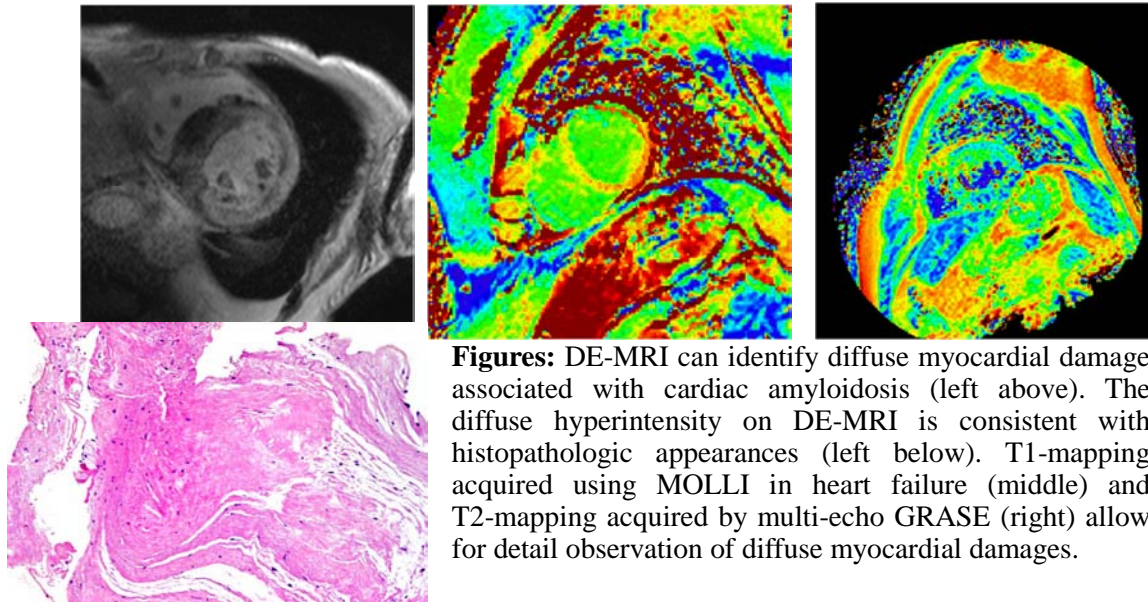 Figures: DE-MRI can identify diffuse myocardial damage
associated with cardiac amyloidosis (left above). The
diffuse hyperintensity on DE-MRI is consistent with
histopathologic appearances (left below). T1-mapping
acquired using MOLLI in heart failure (middle) and
T2-mapping acquired by multi-echo GRASE (right) allow
for detail observation of diffuse myocardial damages.